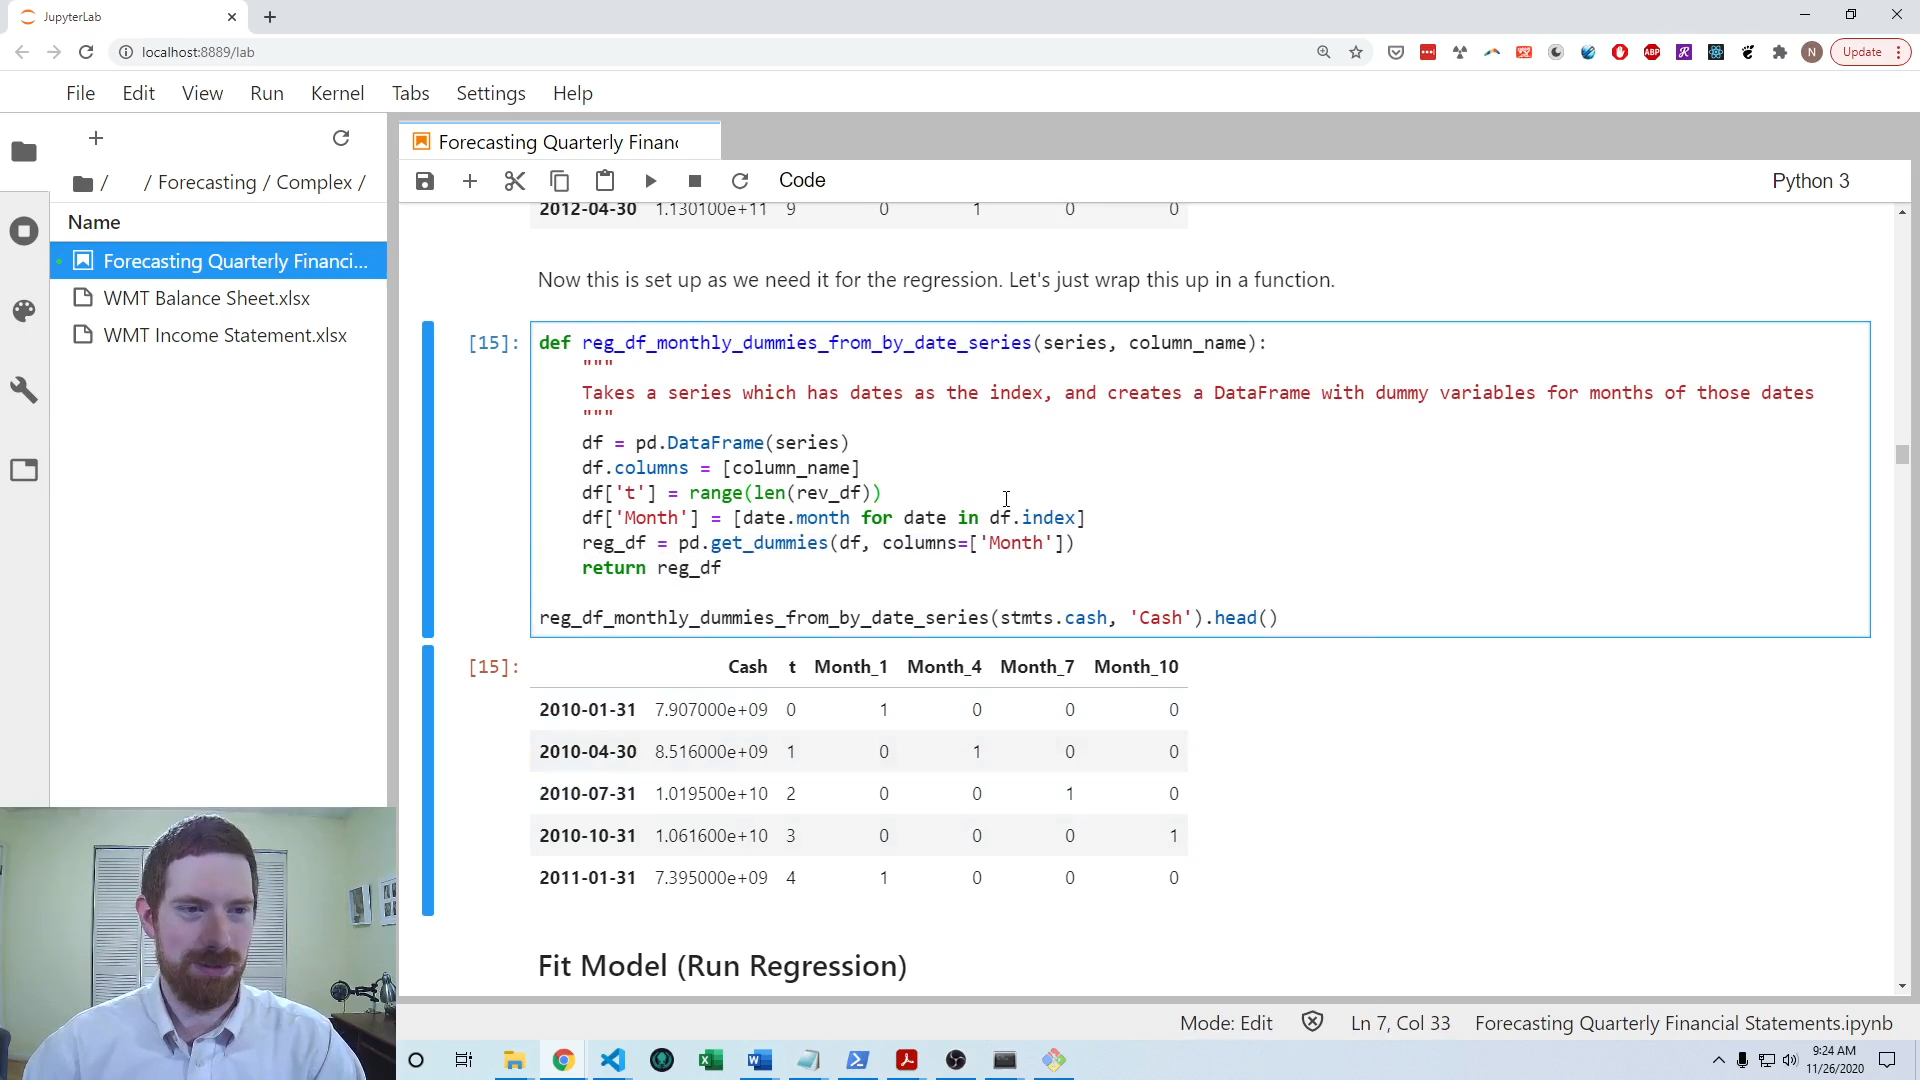 JupyterLab
localhost:8889/lab
ABP
N
Update
File Edit View Run Kernel Tabs Settings Help
Forecasting Quarterly Financ
/ / Forecasting / Complex /
Code
Python 3
Name
Forecasting Quarterly Financi...
WMT Balance Sheet.xlsx
WMT Income Statement.xlsx
2012-04-30 1.130100e+11 9 0 1 0 0
Now this is set up as we need it for the regression. Let's just wrap this up in a function.
[15]: def reg_df_monthly_dummies_from_by_date_series(series, column_name):
"""
Takes a series which has dates as the index, and creates a DataFrame with dummy variables for months of those dates
"""
df = pd.DataFrame(series)
df.columns = [column_name]
df['t'] = range(len(rev_df))
df['Month'] = [date.month for date in df.index]
reg_df = pd.get_dummies(df, columns=['Month'])
return reg_df
reg_df_monthly_dummies_from_by_date_series(stmts.cash, 'Cash').head()
[15]: Cash t Month_1 Month_4 Month_7 Month_10
2010-01-31 7.907000e+09 0 1 0 0 0
2010-04-30 8.516000e+09 1 0 1 0 0
2010-07-31 1.019500e+10 2 0 0 1 0
2010-10-31 1.061600e+10 3 0 0 0 1
2011-01-31 7.395000e+09 4 1 0 0 0
Fit Model (Run Regression)
Mode: Edit Ln 7, Col 33 Forecasting Quarterly Financial Statements.ipynb
9:24 AM
11/26/2020